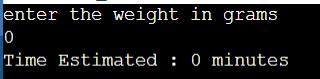 enter the weight in grams
0
Time Estimated : 0 minutes